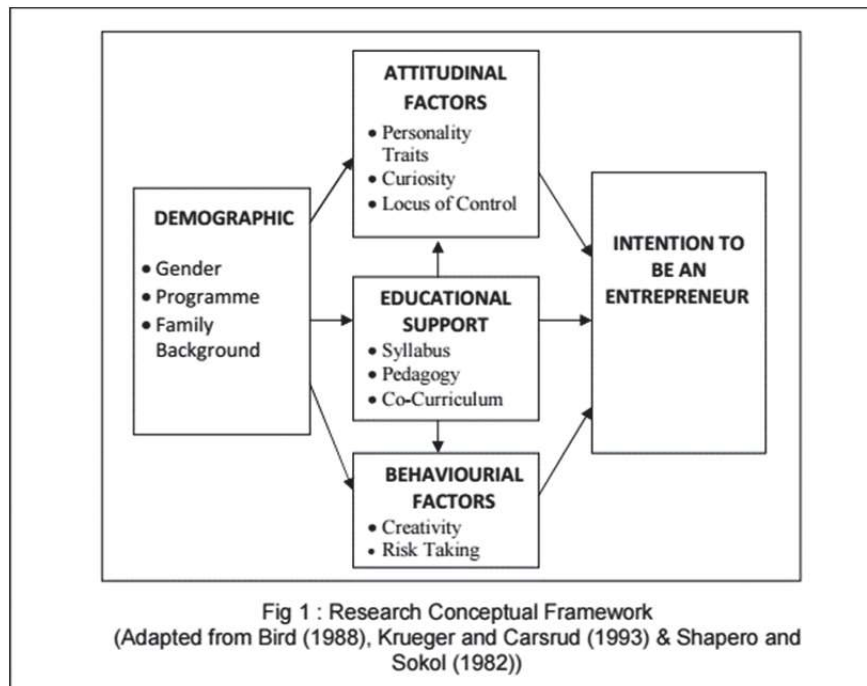 ATTITUDINAL
FACTORS
• Personality
Traits
• Curiosity
• Locus of Control
DEMOGRAPHIC
• Gender
• Programme
• Family
Background
EDUCATIONAL
SUPPORT
• Syllabus
• Pedagogy
• Co-Curriculum
BEHAVIOURIAL
FACTORS
• Creativity
• Risk Taking
INTENTION TO
BE AN
ENTREPRENEUR
Fig 1 : Research Conceptual Framework
(Adapted from Bird (1988), Krueger and Carsrud (1993) & Shapero and
Sokol (1982))